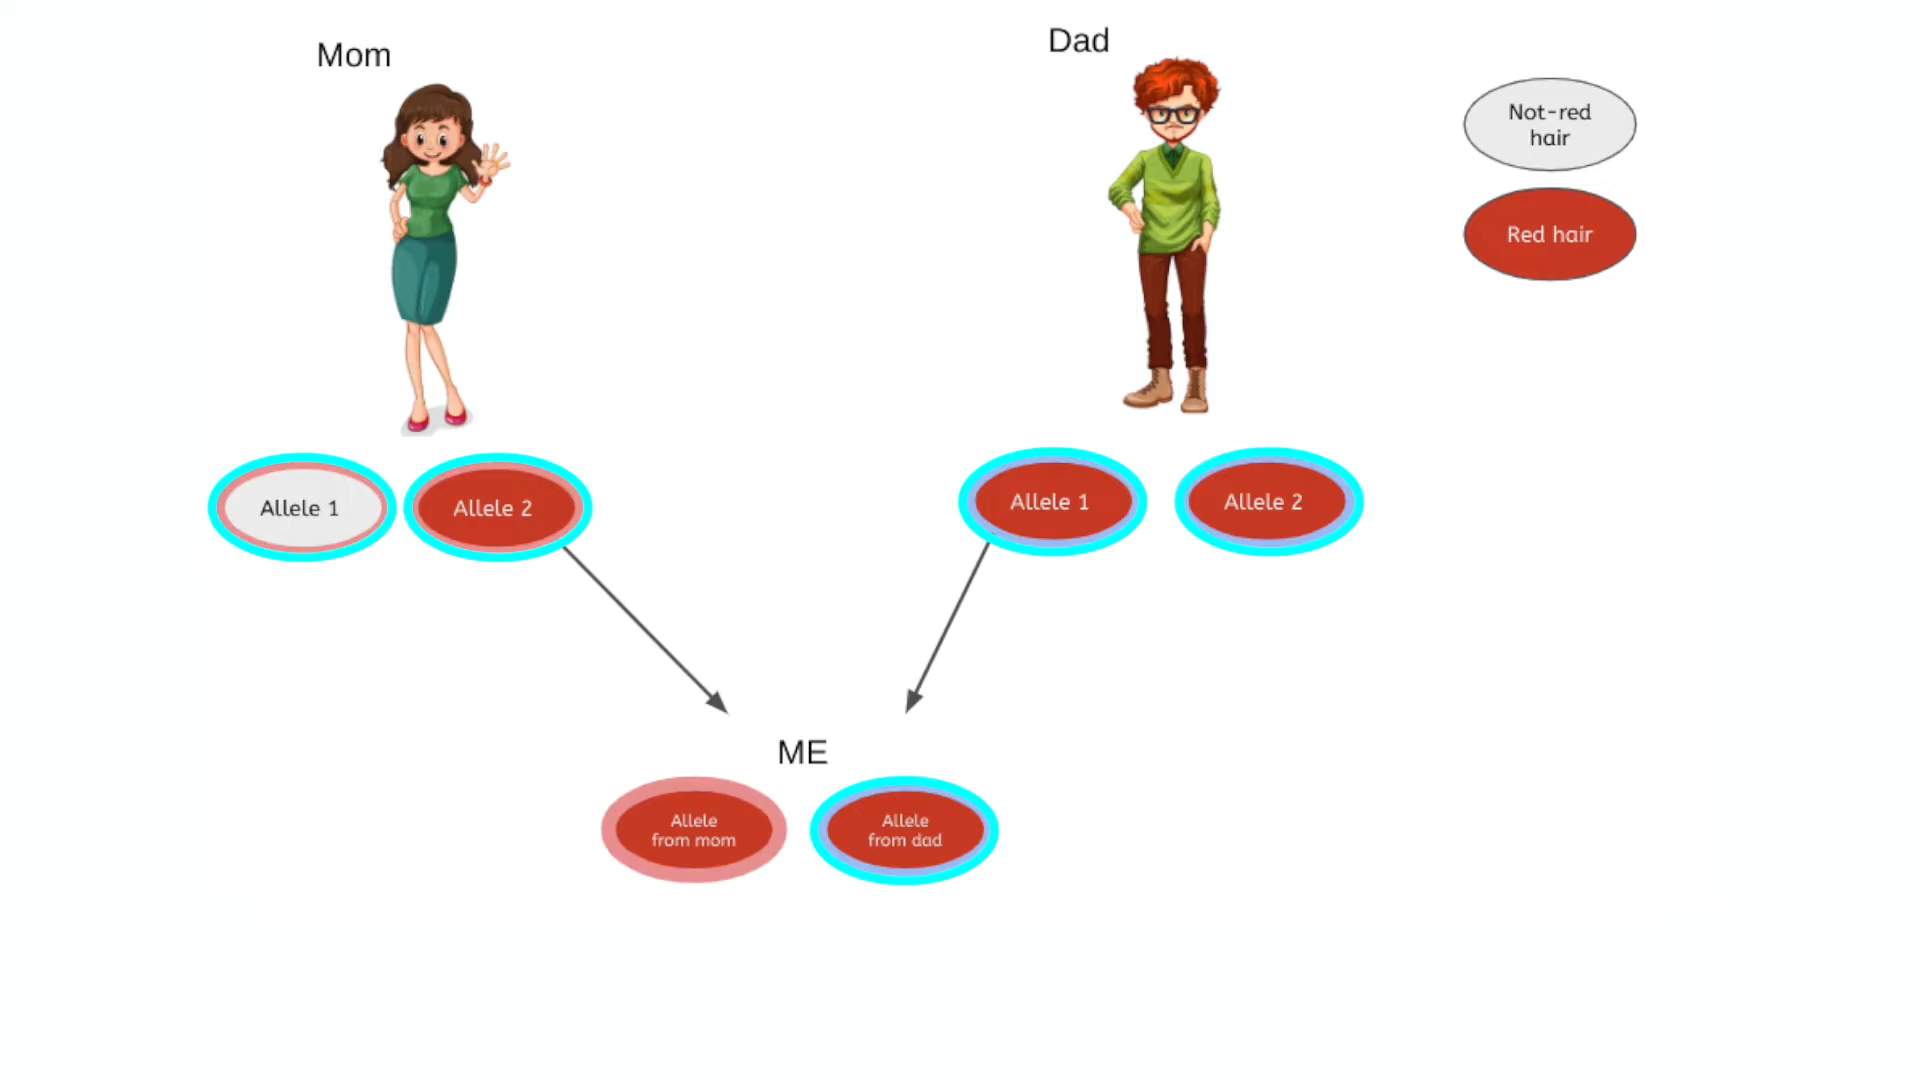 Mom
Dad
Not-red
hair
Red hair
Allele 1
Allele 2
Allele 1
Allele 2
ME
Allele
from mom
Allele
from dad